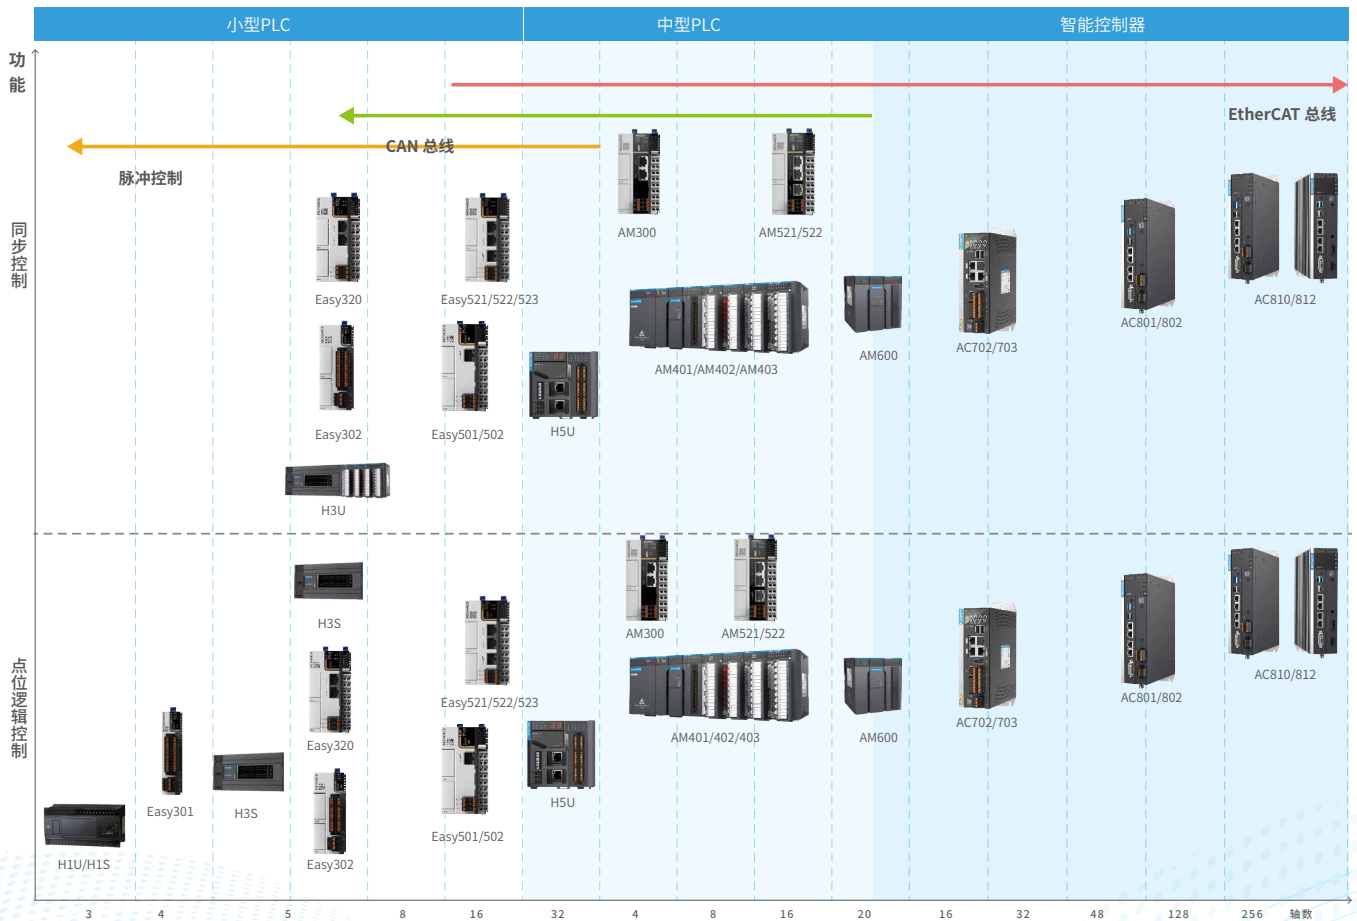 小型PLC
中型PLC
智能控制器
功能
EtherCAT 总线
CAN 总线
脉冲控制
同步控制
AM300
AM521/522
Easy320
Easy521/522/523
AC801/802
AC810/812
AM401/AM402/AM403
AM600
AC702/703
Easy302
Easy501/502
H5U
H3U
点位逻辑控制
H3S
AM300
AM521/522
Easy521/522/523
AC801/802
AC810/812
Easy320
AM401/402/403
AM600
AC702/703
Easy301
H3S
H5U
Easy501/502
H1U/H1S
Easy302
3
4
5
8
16
32
4
8
16
20
16
32
48
128
256
轴数